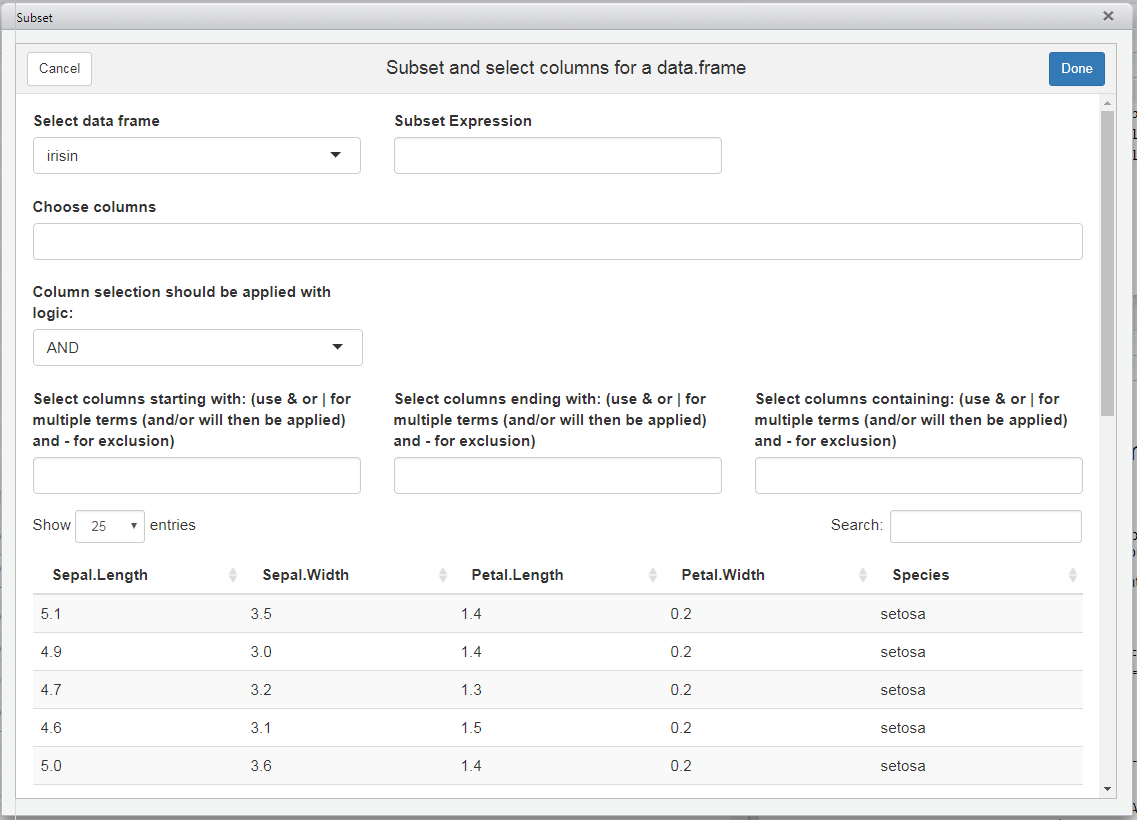 Subset
Cancel
Subset and select columns for a data.frame
Done
Select data frame
Subset Expression
irisin
Choose columns
Column selection should be applied with
logic:
AND
Select columns starting with: (use & or | for
multiple terms (and/or will then be applied)
and - for exclusion)
Select columns ending with: (use & or | for
multiple terms (and/or will then be applied)
and - for exclusion)
Select columns containing: (use & or | for
multiple terms (and/or will then be applied)
and - for exclusion)
Show 25 entries
Search:
Sepal.Length Sepal.Width Petal.Length Petal.Width Species
5.1 3.5 1.4 0.2 setosa
4.9 3.0 1.4 0.2 setosa
4.7 3.2 1.3 0.2 setosa
4.6 3.1 1.5 0.2 setosa
5.0 3.6 1.4 0.2 setosa